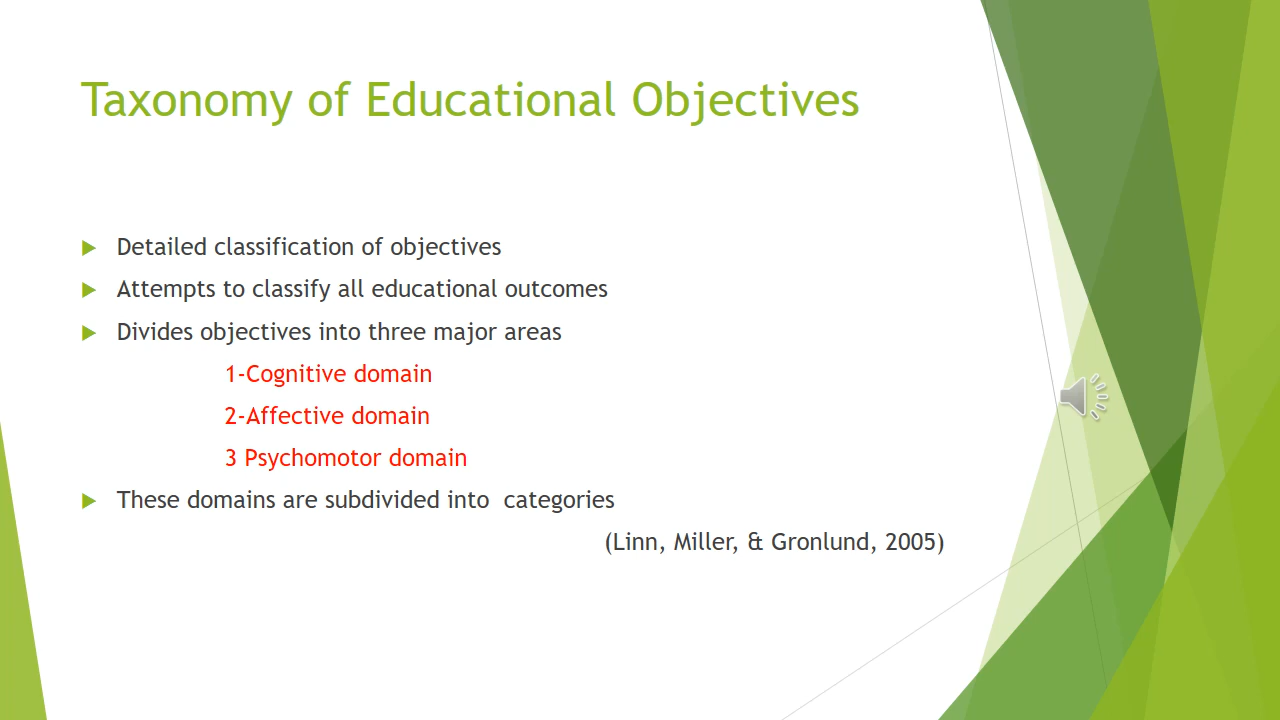 Taxonomy of Educational Objectives
Detailed classification of objectives
Attempts to classify all educational outcomes
Divides objectives into three major areas
1-Cognitive domain
2-Affective domain
3 Psychomotor domain
These domains are subdivided into  categories
(Linn, Miller, & Gronlund, 2005)